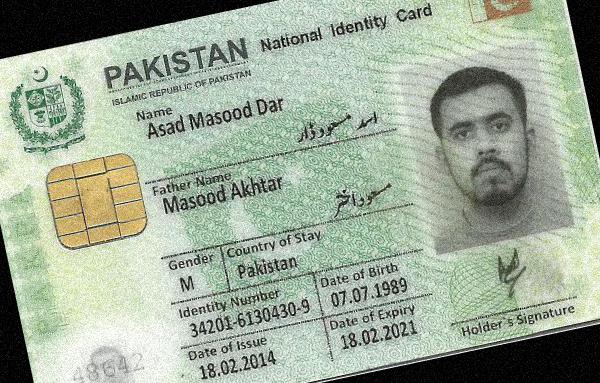 PAKISTAN National Identity Card
ISLAMIC REPUBLIC OF PAKISTAN
Name
Asad Masood Dar
اسد مسعود ڈار
Father Name
Masood Akhtar
مسعود اختر
Gender Country of Stay
M Pakistan
Identity Number Date of Birth
34201-6130430-9 07.07.1989
Date of Issue Date of Expiry
18.02.2014 18.02.2021
Holder's Signature
48642